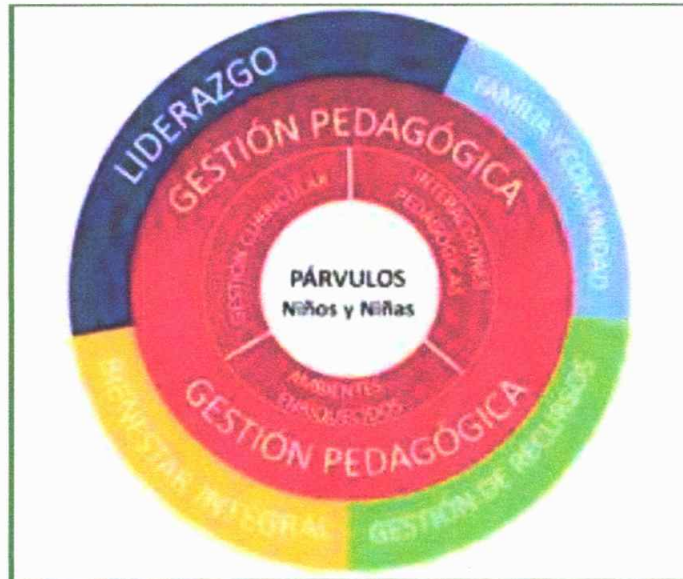 LIDERAZGO
FAMILIA Y COMUNIDAD
GESTIÓN PEDAGÓGICA
GESTIÓN CURRICULAR
INTERACCIONES
PEDAGÓGICAS
PÁRVULOS
Niños y Niñas
AMBIENTES
ENRIQUECIDOS
GESTIÓN PEDAGÓGICA
BIENESTAR INTEGRAL
GESTIÓN DE RECURSOS